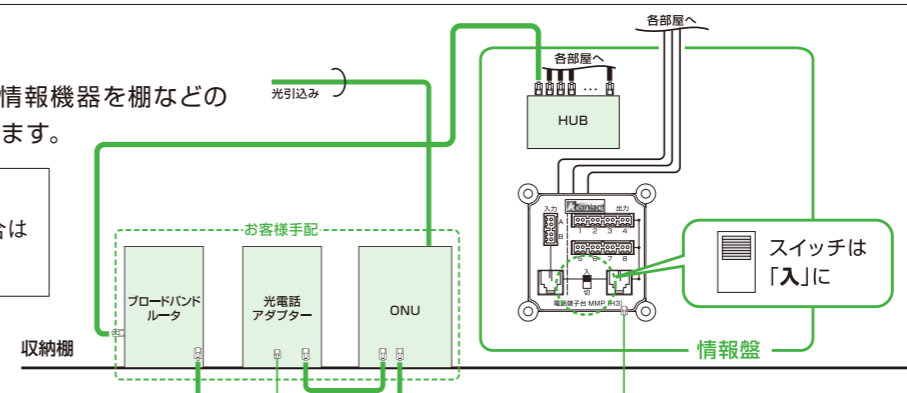 各部屋へ
情報機器を棚などの
ます。
光引込み
各部屋へ
HUB
合は
入力
出力
A
B
1 2 3 4
5 6 7 8
入
切
電話端子台 MMP (H3)
スイッチは
「入」に
お客様手配
ブロードバンド
ルータ
光電話
アダプター
ONU
収納棚
情報盤